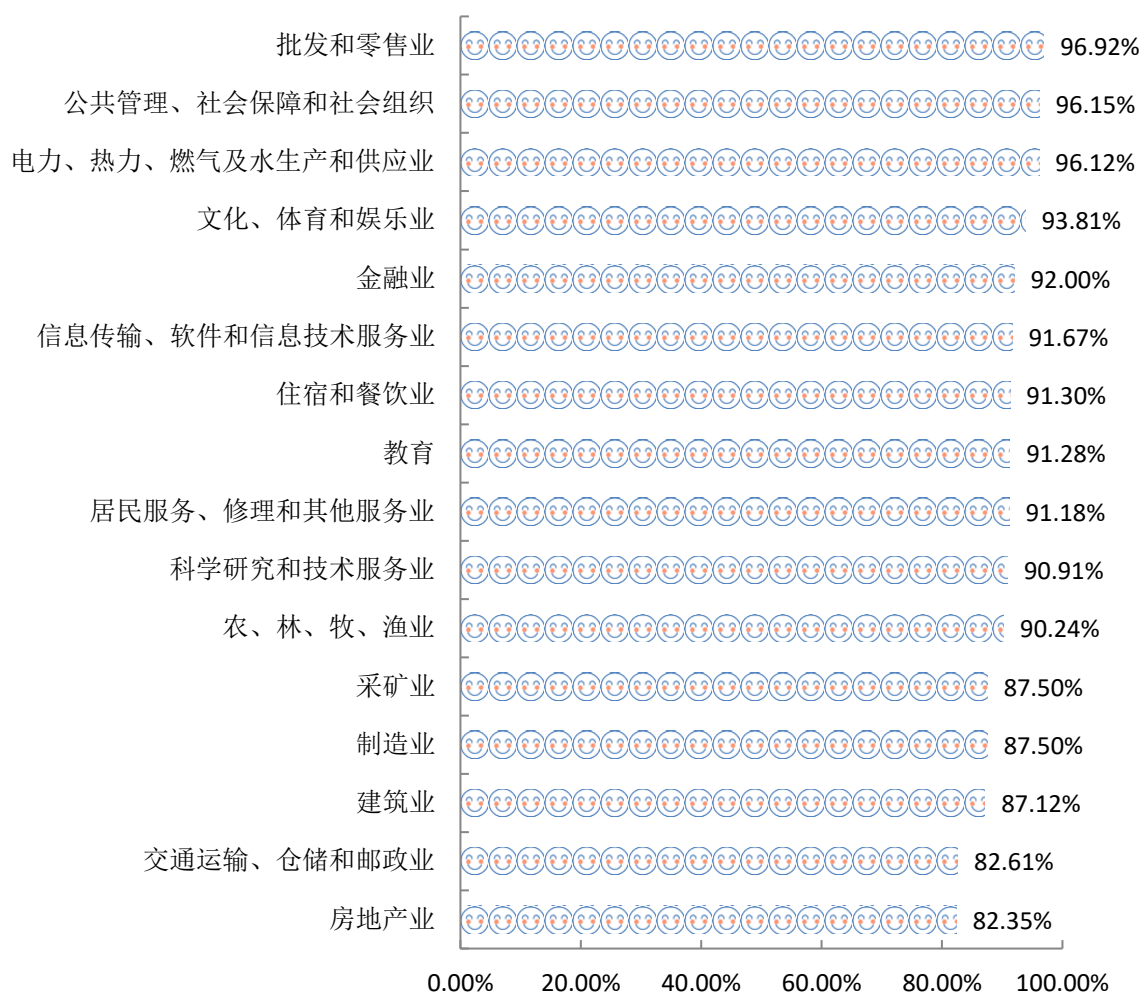 批发和零售业 96.92%
公共管理、社会保障和社会组织 96.15%
电力、热力、燃气及水生产和供应业 96.12%
文化、体育和娱乐业 93.81%
金融业 92.00%
信息传输、软件和信息技术服务业 91.67%
住宿和餐饮业 91.30%
教育 91.28%
居民服务、修理和其他服务业 91.18%
科学研究和技术服务业 90.91%
农、林、牧、渔业 90.24%
采矿业 87.50%
制造业 87.50%
建筑业 87.12%
交通运输、仓储和邮政业 82.61%
房地产业 82.35%
0.00% 20.00% 40.00% 60.00% 80.00% 100.00%